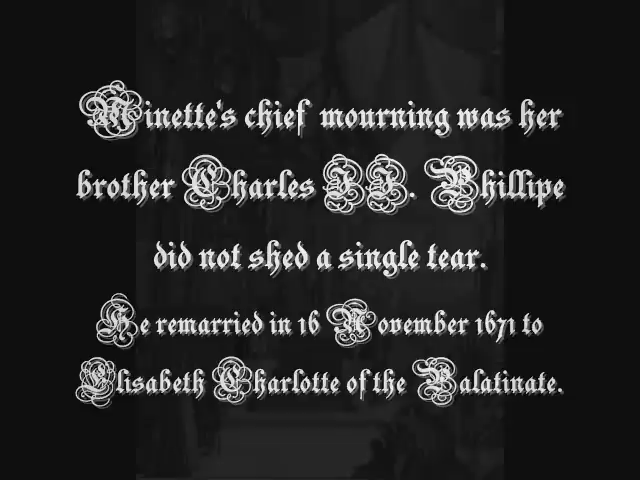 Minette's chief mourning was her
brother Charles II. Phillipe
did not shed a single tear.
He remarried in 16 November 1671 to
Elisabeth Charlotte of the Palatinate.